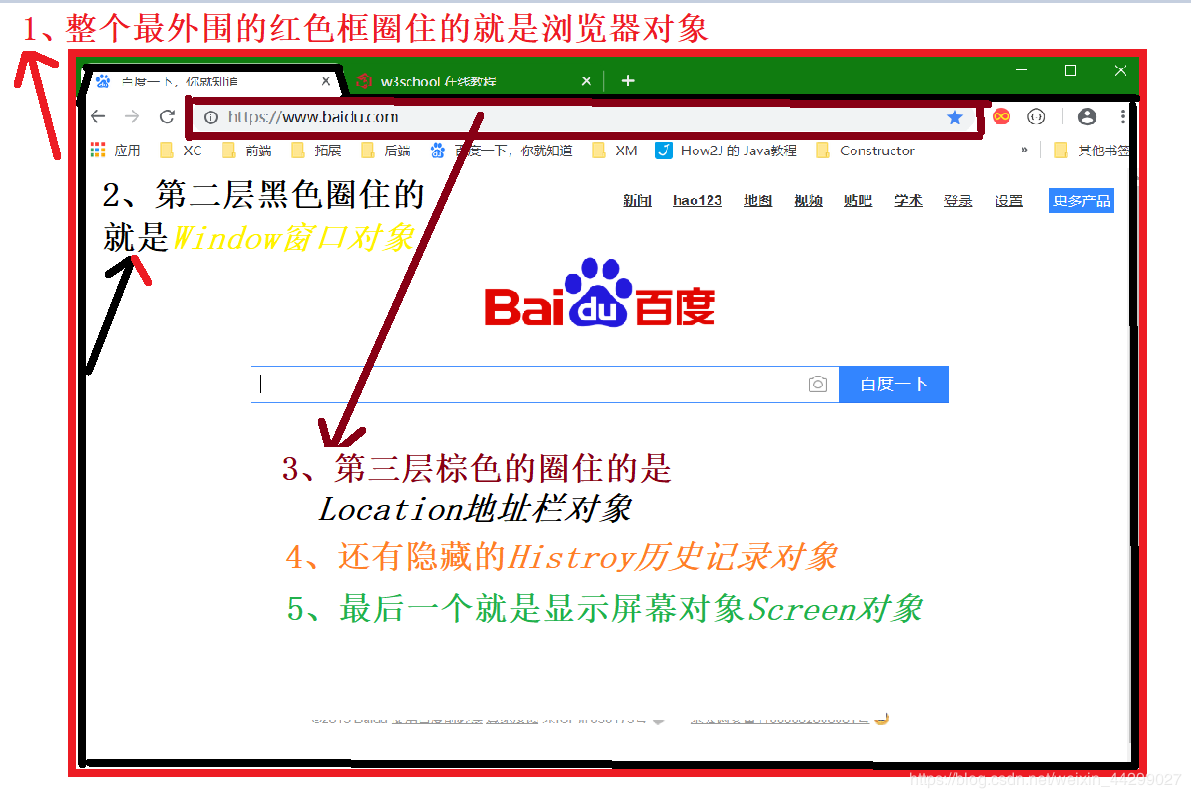 1、整个最外围的红色框圈住的就是浏览器对象
百度一下，你就知道
w3school 在线教程
https://www.baidu.com
应用 XC 前端 拓展 后端 百度一下，你就知道 XM How2J 的 Java教程 Constructor » 其他书签
2、第二层黑色圈住的
就是Window窗口对象
新闻 hao123 地图 视频 贴吧 学术 登录 设置 更多产品
Bai du 百度
百度一下
3、第三层棕色的圈住的是
Location地址栏对象
4、还有隐藏的Histroy历史记录对象
5、最后一个就是显示屏幕对象Screen对象
https://blog.csdn.net/weixin_44299027